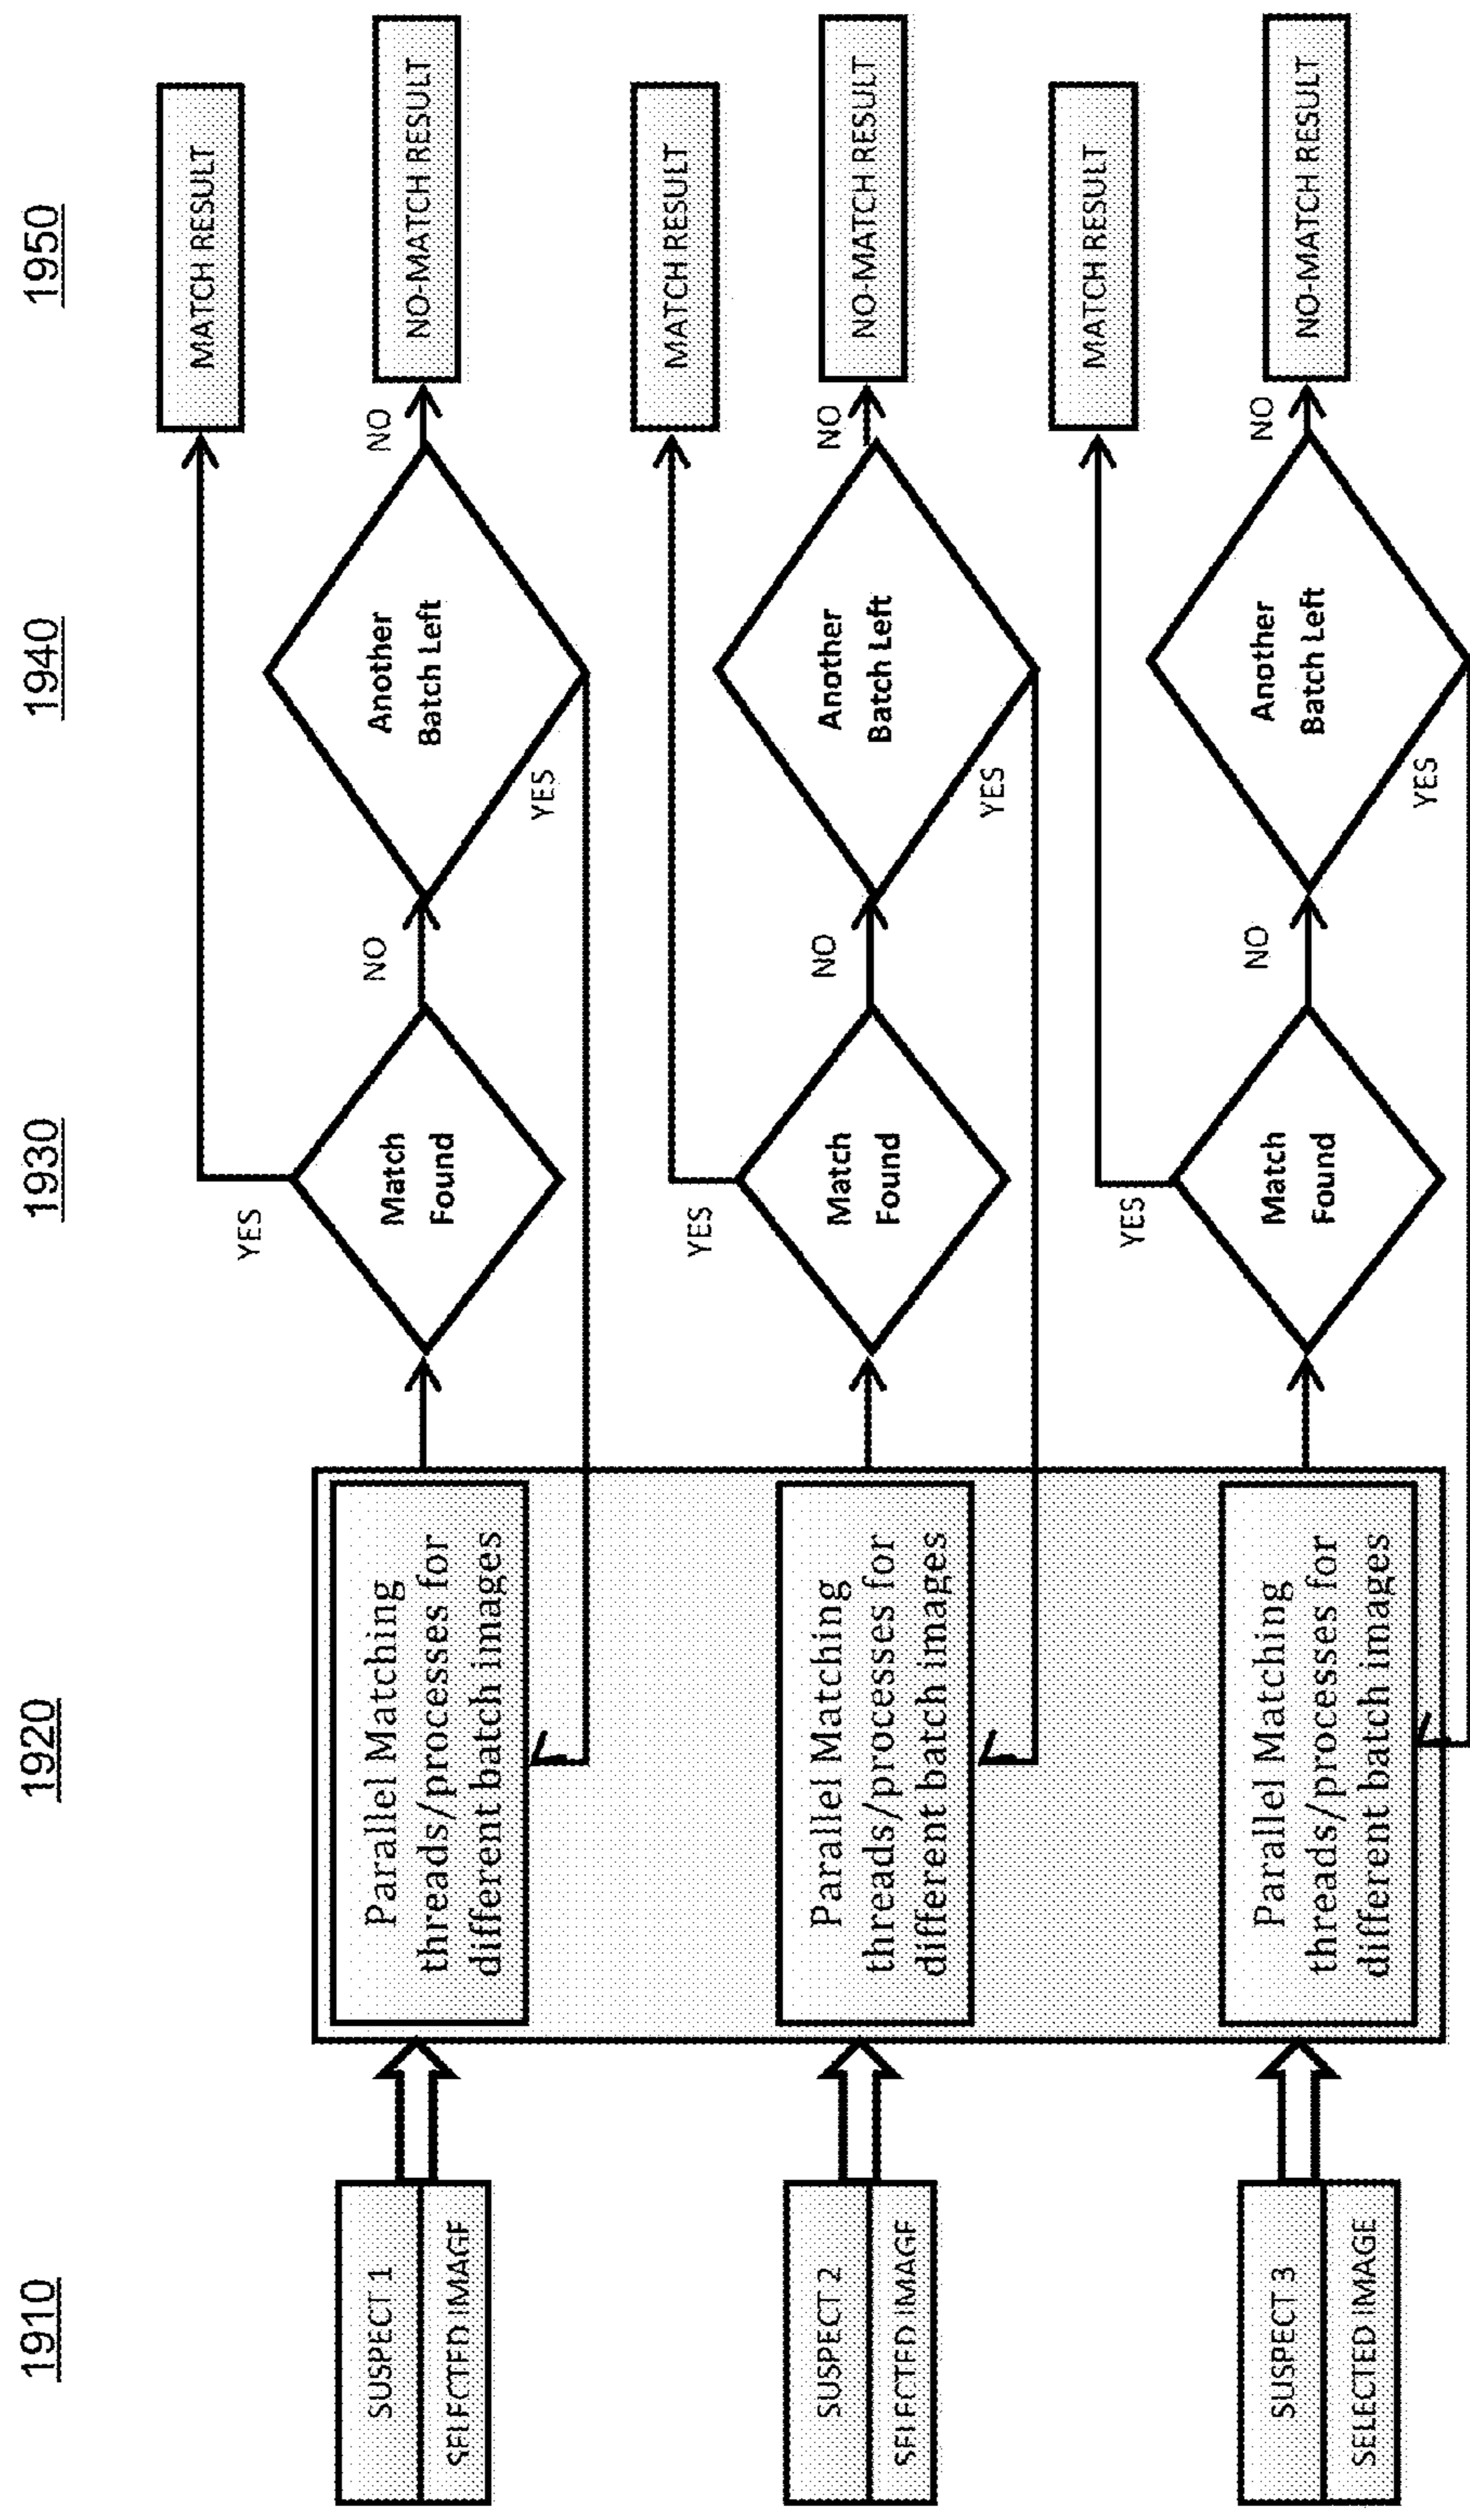 1910
1920
1930
1940
1950
SUSPECT 1
SELECTED IMAGE
Parallel Matching
threads/processes for
different batch images
YES
Match
Found
NO
Another
Batch Left
YES
NO
MATCH RESULT
NO-MATCH RESULT
SUSPECT 2
SELECTED IMAGE
Parallel Matching
threads/processes for
different batch images
YES
Match
Found
NO
Another
Batch Left
YES
NO
MATCH RESULT
NO-MATCH RESULT
SUSPECT 3
SELECTED IMAGE
Parallel Matching
threads/processes for
different batch images
YES
Match
Found
NO
Another
Batch Left
YES
NO
MATCH RESULT
NO-MATCH RESULT